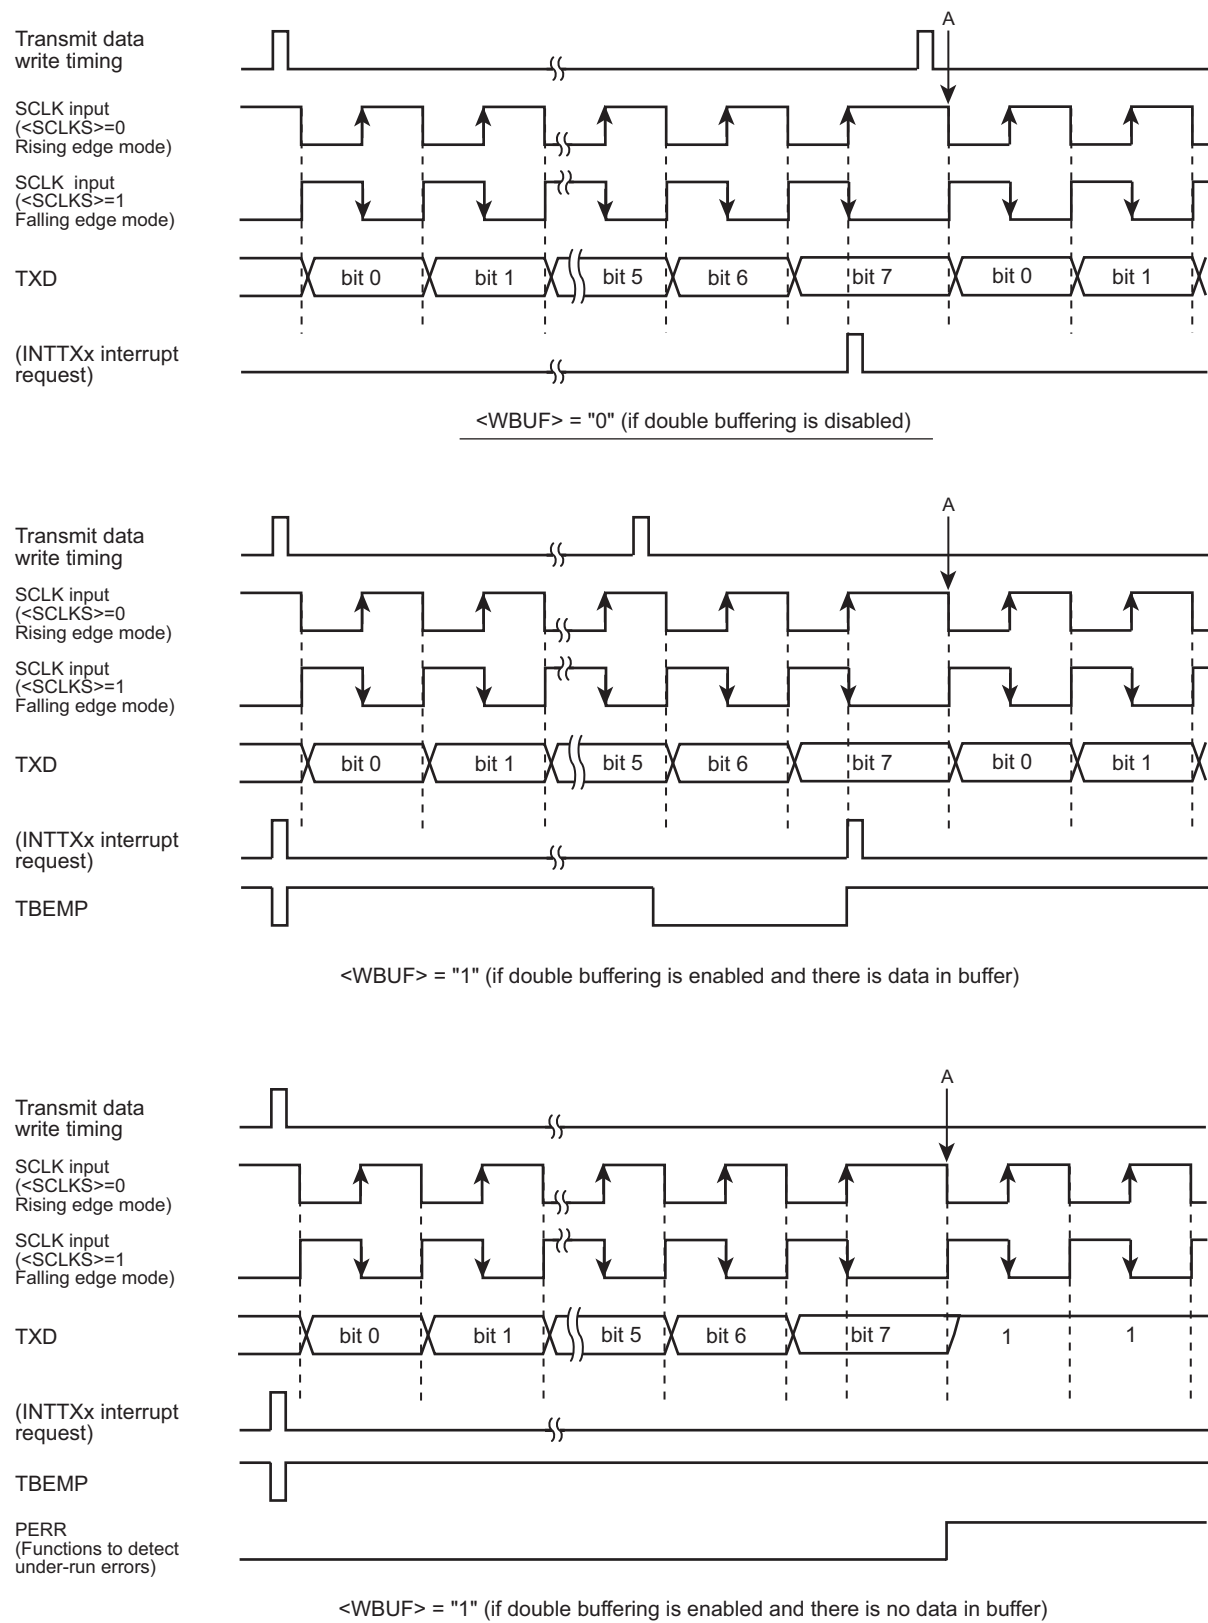 A
Transmit data
write timing
SCLK input
(<SCLKS>=0
Rising edge mode)
SCLK input
(<SCLKS>=1
Falling edge mode)
TXD
bit 0
bit 1
bit 5
bit 6
bit 7
bit 0
bit 1
(INTTXx interrupt
request)
<WBUF> = "0" (if double buffering is disabled)
A
Transmit data
write timing
SCLK input
(<SCLKS>=0
Rising edge mode)
SCLK input
(<SCLKS>=1
Falling edge mode)
TXD
bit 0
bit 1
bit 5
bit 6
bit 7
bit 0
bit 1
(INTTXx interrupt
request)
TBEMP
<WBUF> = "1" (if double buffering is enabled and there is data in buffer)
A
Transmit data
write timing
SCLK input
(<SCLKS>=0
Rising edge mode)
SCLK input
(<SCLKS>=1
Falling edge mode)
TXD
bit 0
bit 1
bit 5
bit 6
bit 7
1
1
(INTTXx interrupt
request)
TBEMP
PERR
(Functions to detect
under-run errors)
<WBUF> = "1" (if double buffering is enabled and there is no data in buffer)